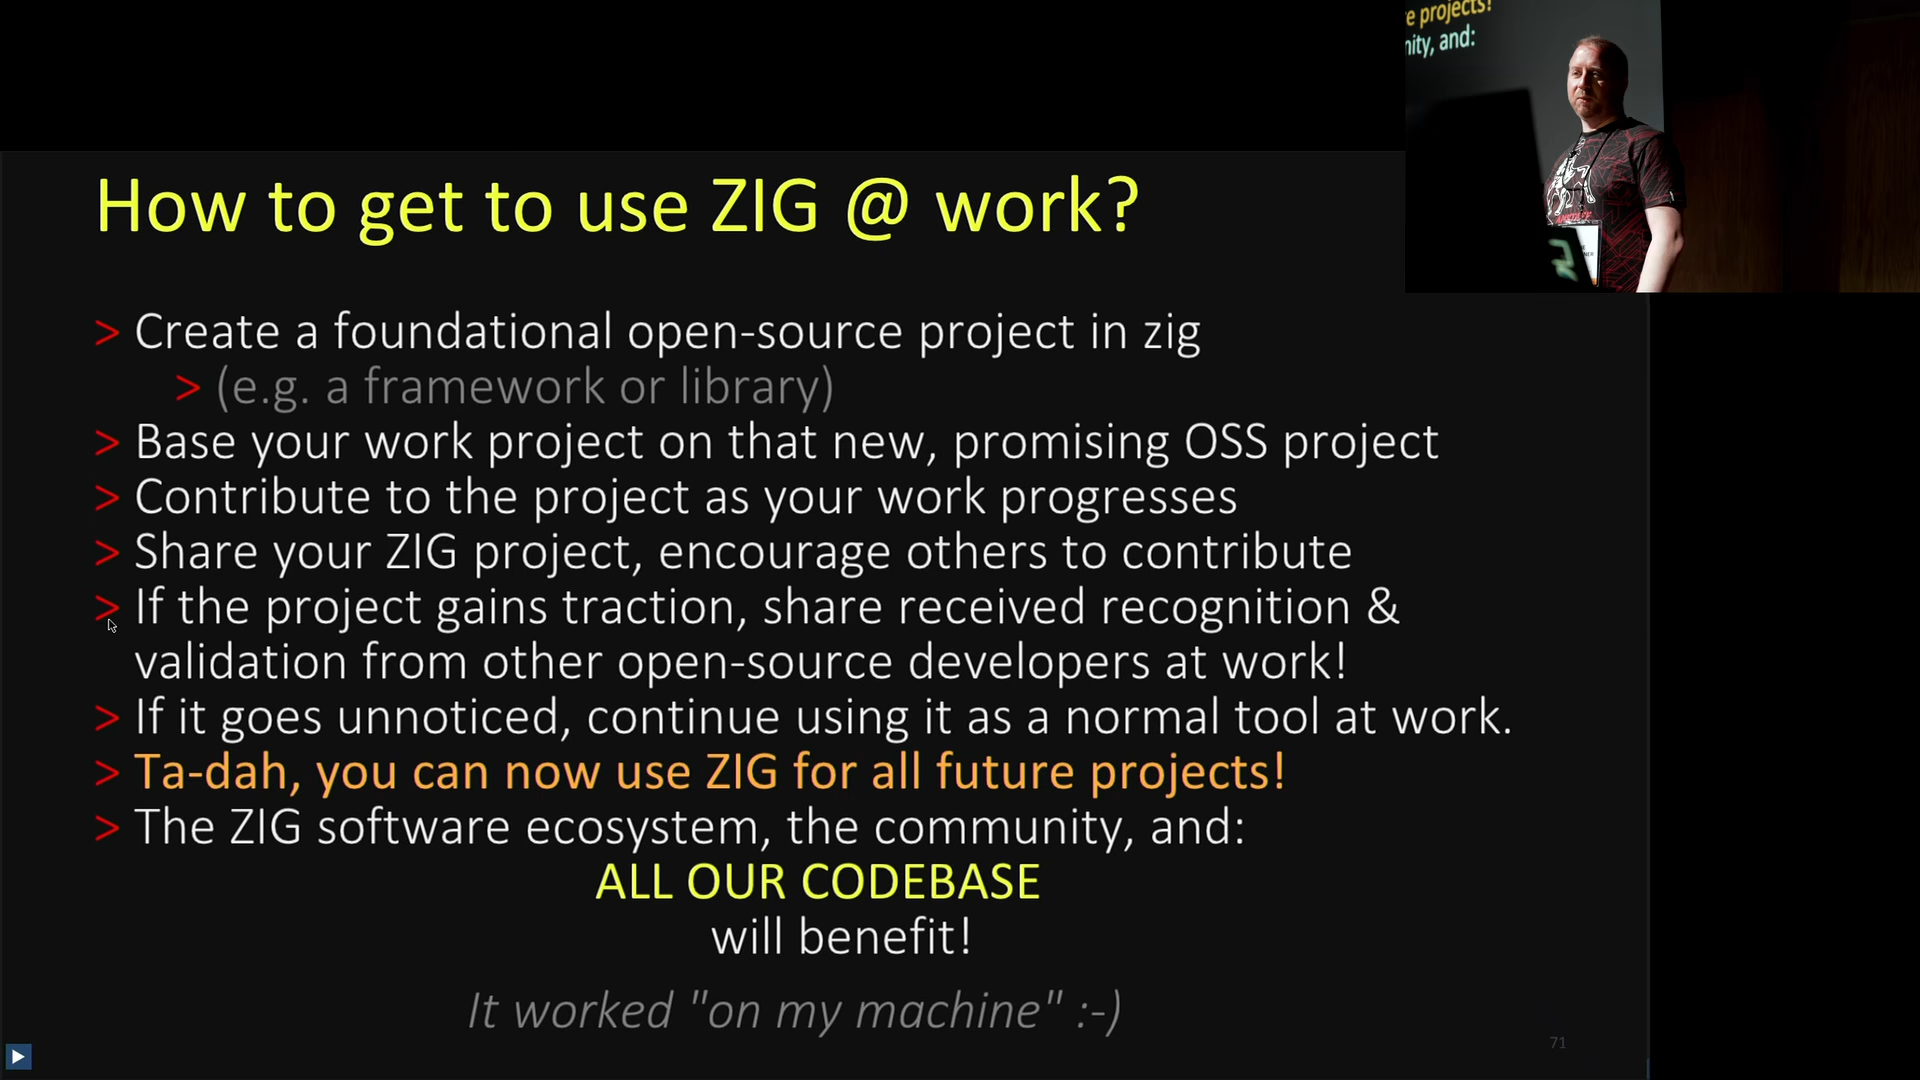 e projects!
nity, and:
How to get to use ZIG @ work?
> Create a foundational open-source project in zig
> (e.g. a framework or library)
> Base your work project on that new, promising OSS project
> Contribute to the project as your work progresses
> Share your ZIG project, encourage others to contribute
> If the project gains traction, share received recognition &
validation from other open-source developers at work!
> If it goes unnoticed, continue using it as a normal tool at work.
> Ta-dah, you can now use ZIG for all future projects!
> The ZIG software ecosystem, the community, and:
ALL OUR CODEBASE
will benefit!
It worked "on my machine" :-)
71